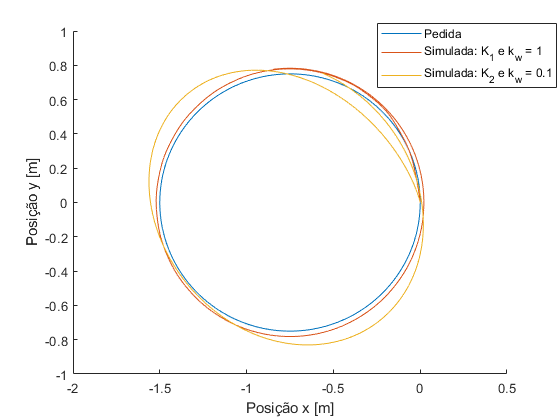 Pedida
Simulada: K1 e kw = 1
Simulada: K2 e kw = 0.1
1
0.8
0.6
0.4
0.2
0
-0.2
-0.4
-0.6
-0.8
-1
Posição y [m]
-2 -1.5 -1 -0.5 0 0.5
Posição x [m]